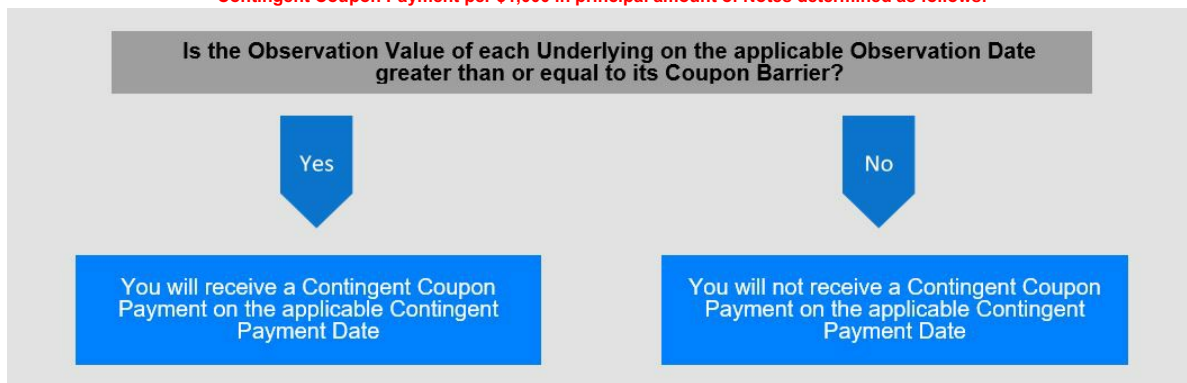 Contingent Coupon Payment per $1,000 in principal amount of Notes determined as follows:
Is the Observation Value of each Underlying on the applicable Observation Date
greater than or equal to its Coupon Barrier?
Yes
No
You will receive a Contingent Coupon
Payment on the applicable Contingent
Payment Date
You will not receive a Contingent Coupon
Payment on the applicable Contingent
Payment Date